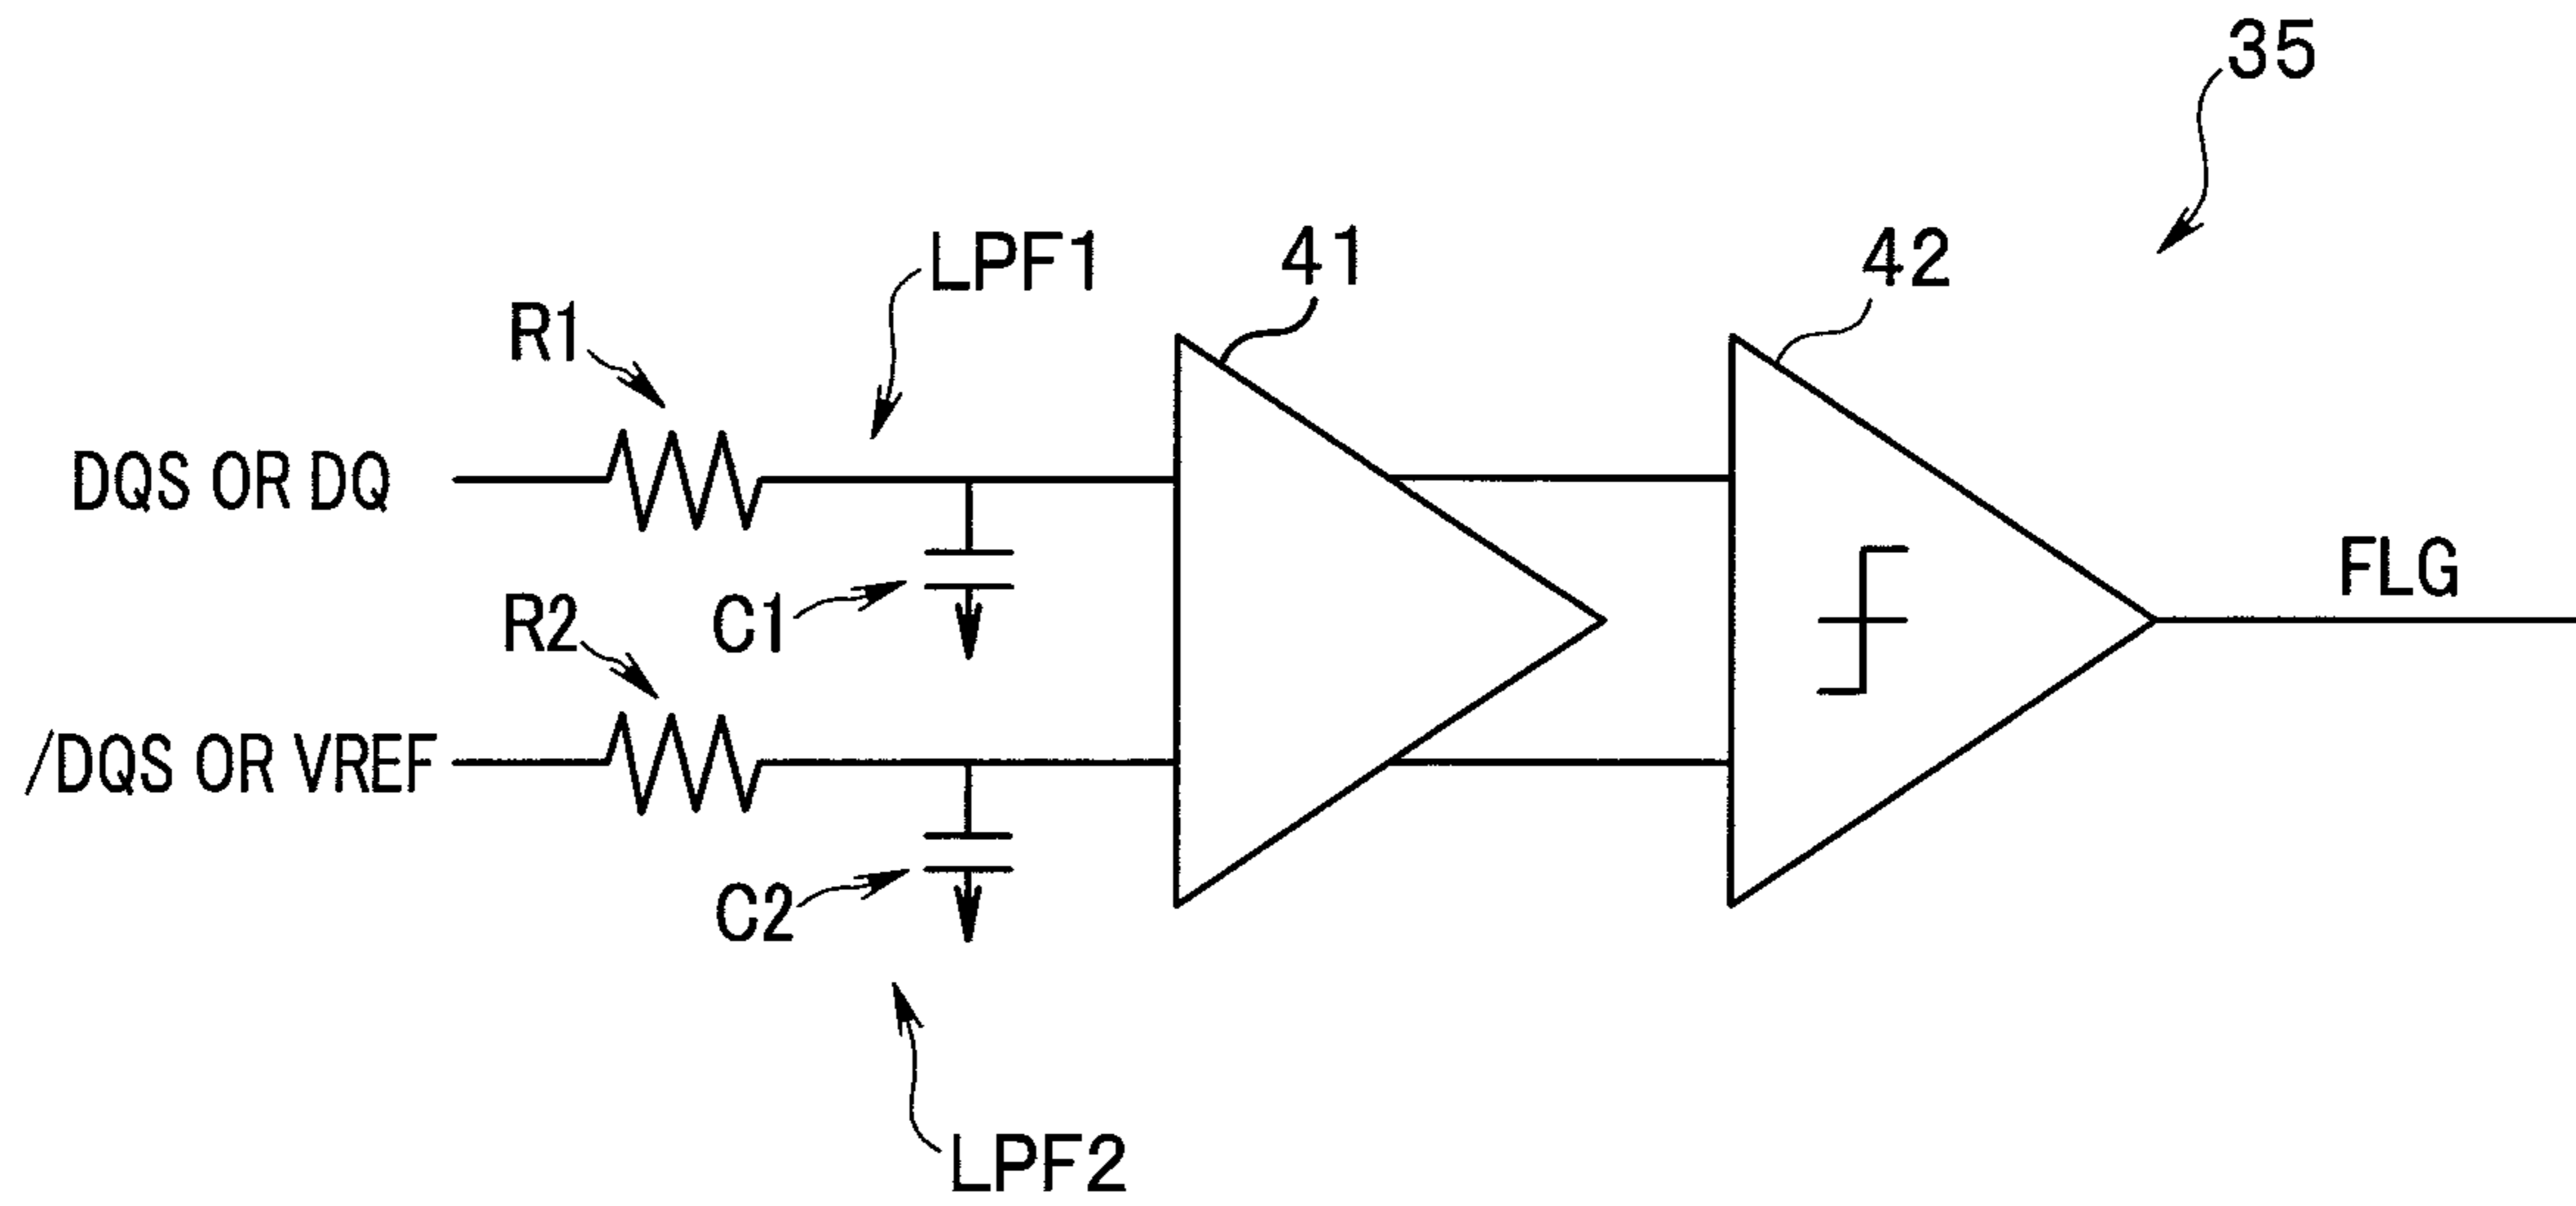 35
LPF1
41
42
R1
DQS OR DQ
FLG
C1
R2
/DQS OR VREF
C2
LPF2